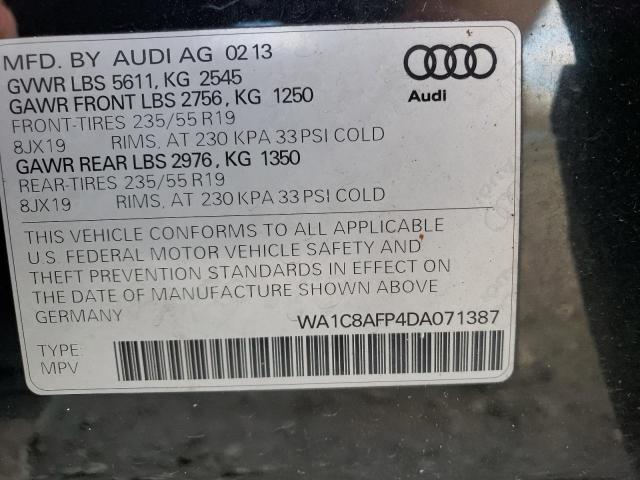 MFD. BY AUDI AG 02 13
GVWR LBS 5611, KG 2545
GAWR FRONT LBS 2756, KG 1250
FRONT-TIRES 235/55 R19
8JX19 RIMS, AT 230 KPA 33 PSI COLD
GAWR REAR LBS 2976, KG 1350
REAR-TIRES 235/55 R19
8JX19 RIMS, AT 230 KPA 33 PSI COLD
Audi
THIS VEHICLE CONFORMS TO ALL APPLICABLE
U.S. FEDERAL MOTOR VEHICLE SAFETY AND
THEFT PREVENTION STANDARDS IN EFFECT ON
THE DATE OF MANUFACTURE SHOWN ABOVE
GERMANY WA1C8AFP4DA071387
TYPE:
MPV